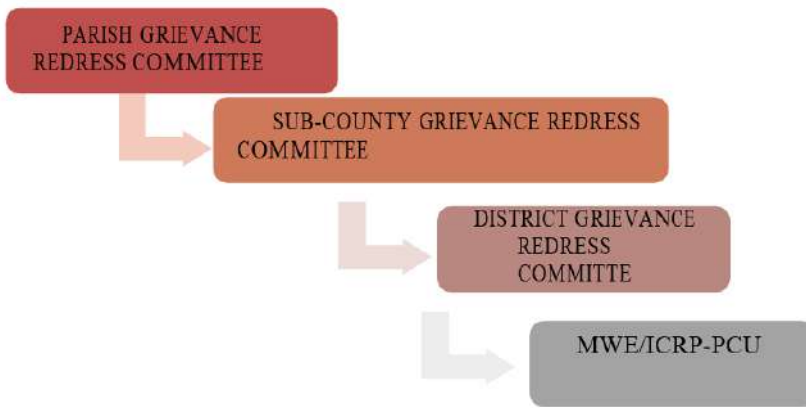 PARISH GRIEVANCE
REDRESS COMMITTEE
SUB-COUNTY GRIEVANCE REDRESS
COMMITTEE
DISTRICT GRIEVANCE
REDRESS
COMMITTE
MWE/ICRP-PCU